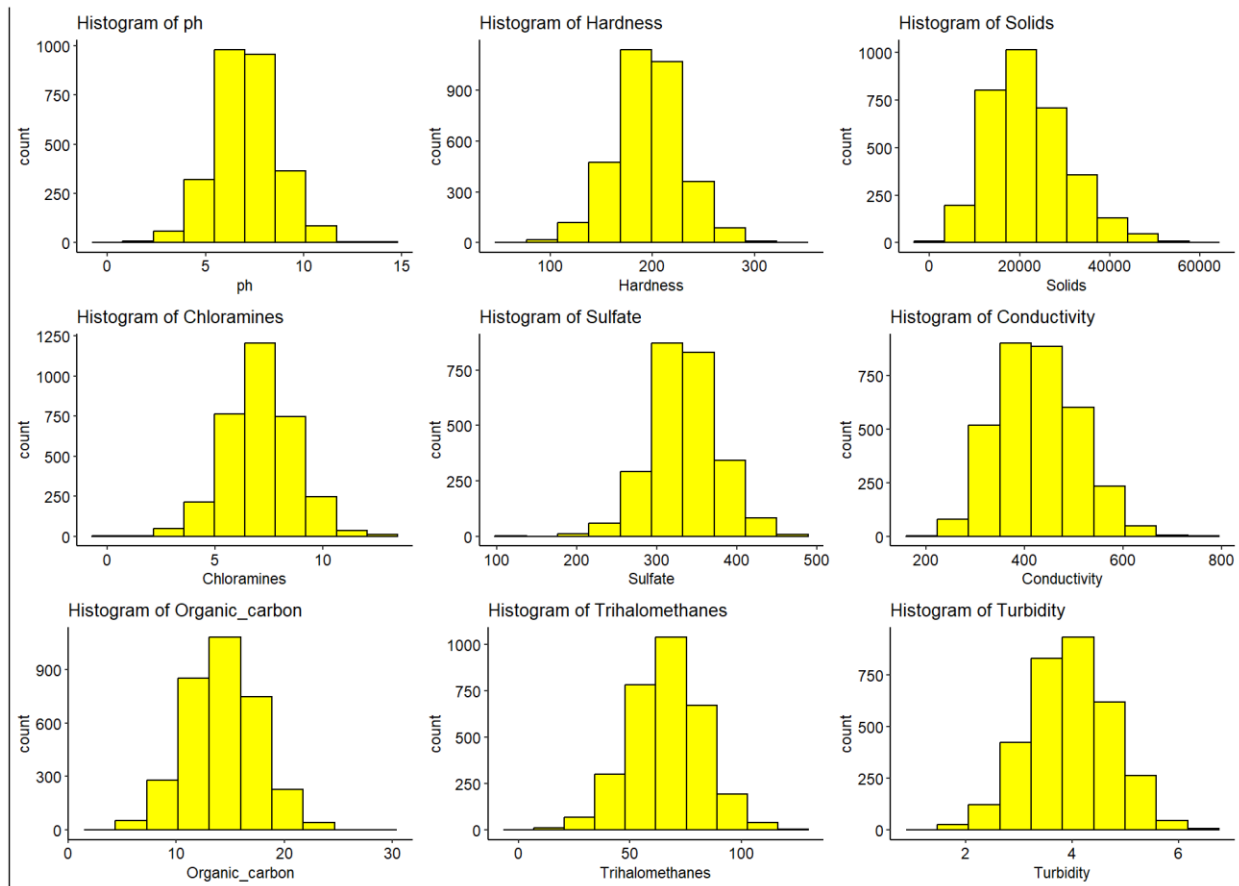 Histogram of ph
1000
750
500
250
0
count
0 5 10 15
ph
Histogram of Hardness
900
600
300
0
count
100 200 300
Hardness
Histogram of Solids
1000
750
500
250
0
count
0 20000 40000 60000
Solids
Histogram of Chloramines
1250
1000
750
500
250
0
count
0 5 10
Chloramines
Histogram of Sulfate
750
500
250
0
count
100 200 300 400 500
Sulfate
Histogram of Conductivity
750
500
250
0
count
200 400 600 800
Conductivity
Histogram of Organic_carbon
900
600
300
0
count
0 10 20 30
Organic_carbon
Histogram of Trihalomethanes
1000
750
500
250
0
count
0 50 100
Trihalomethanes
Histogram of Turbidity
750
500
250
0
count
2 4 6
Turbidity